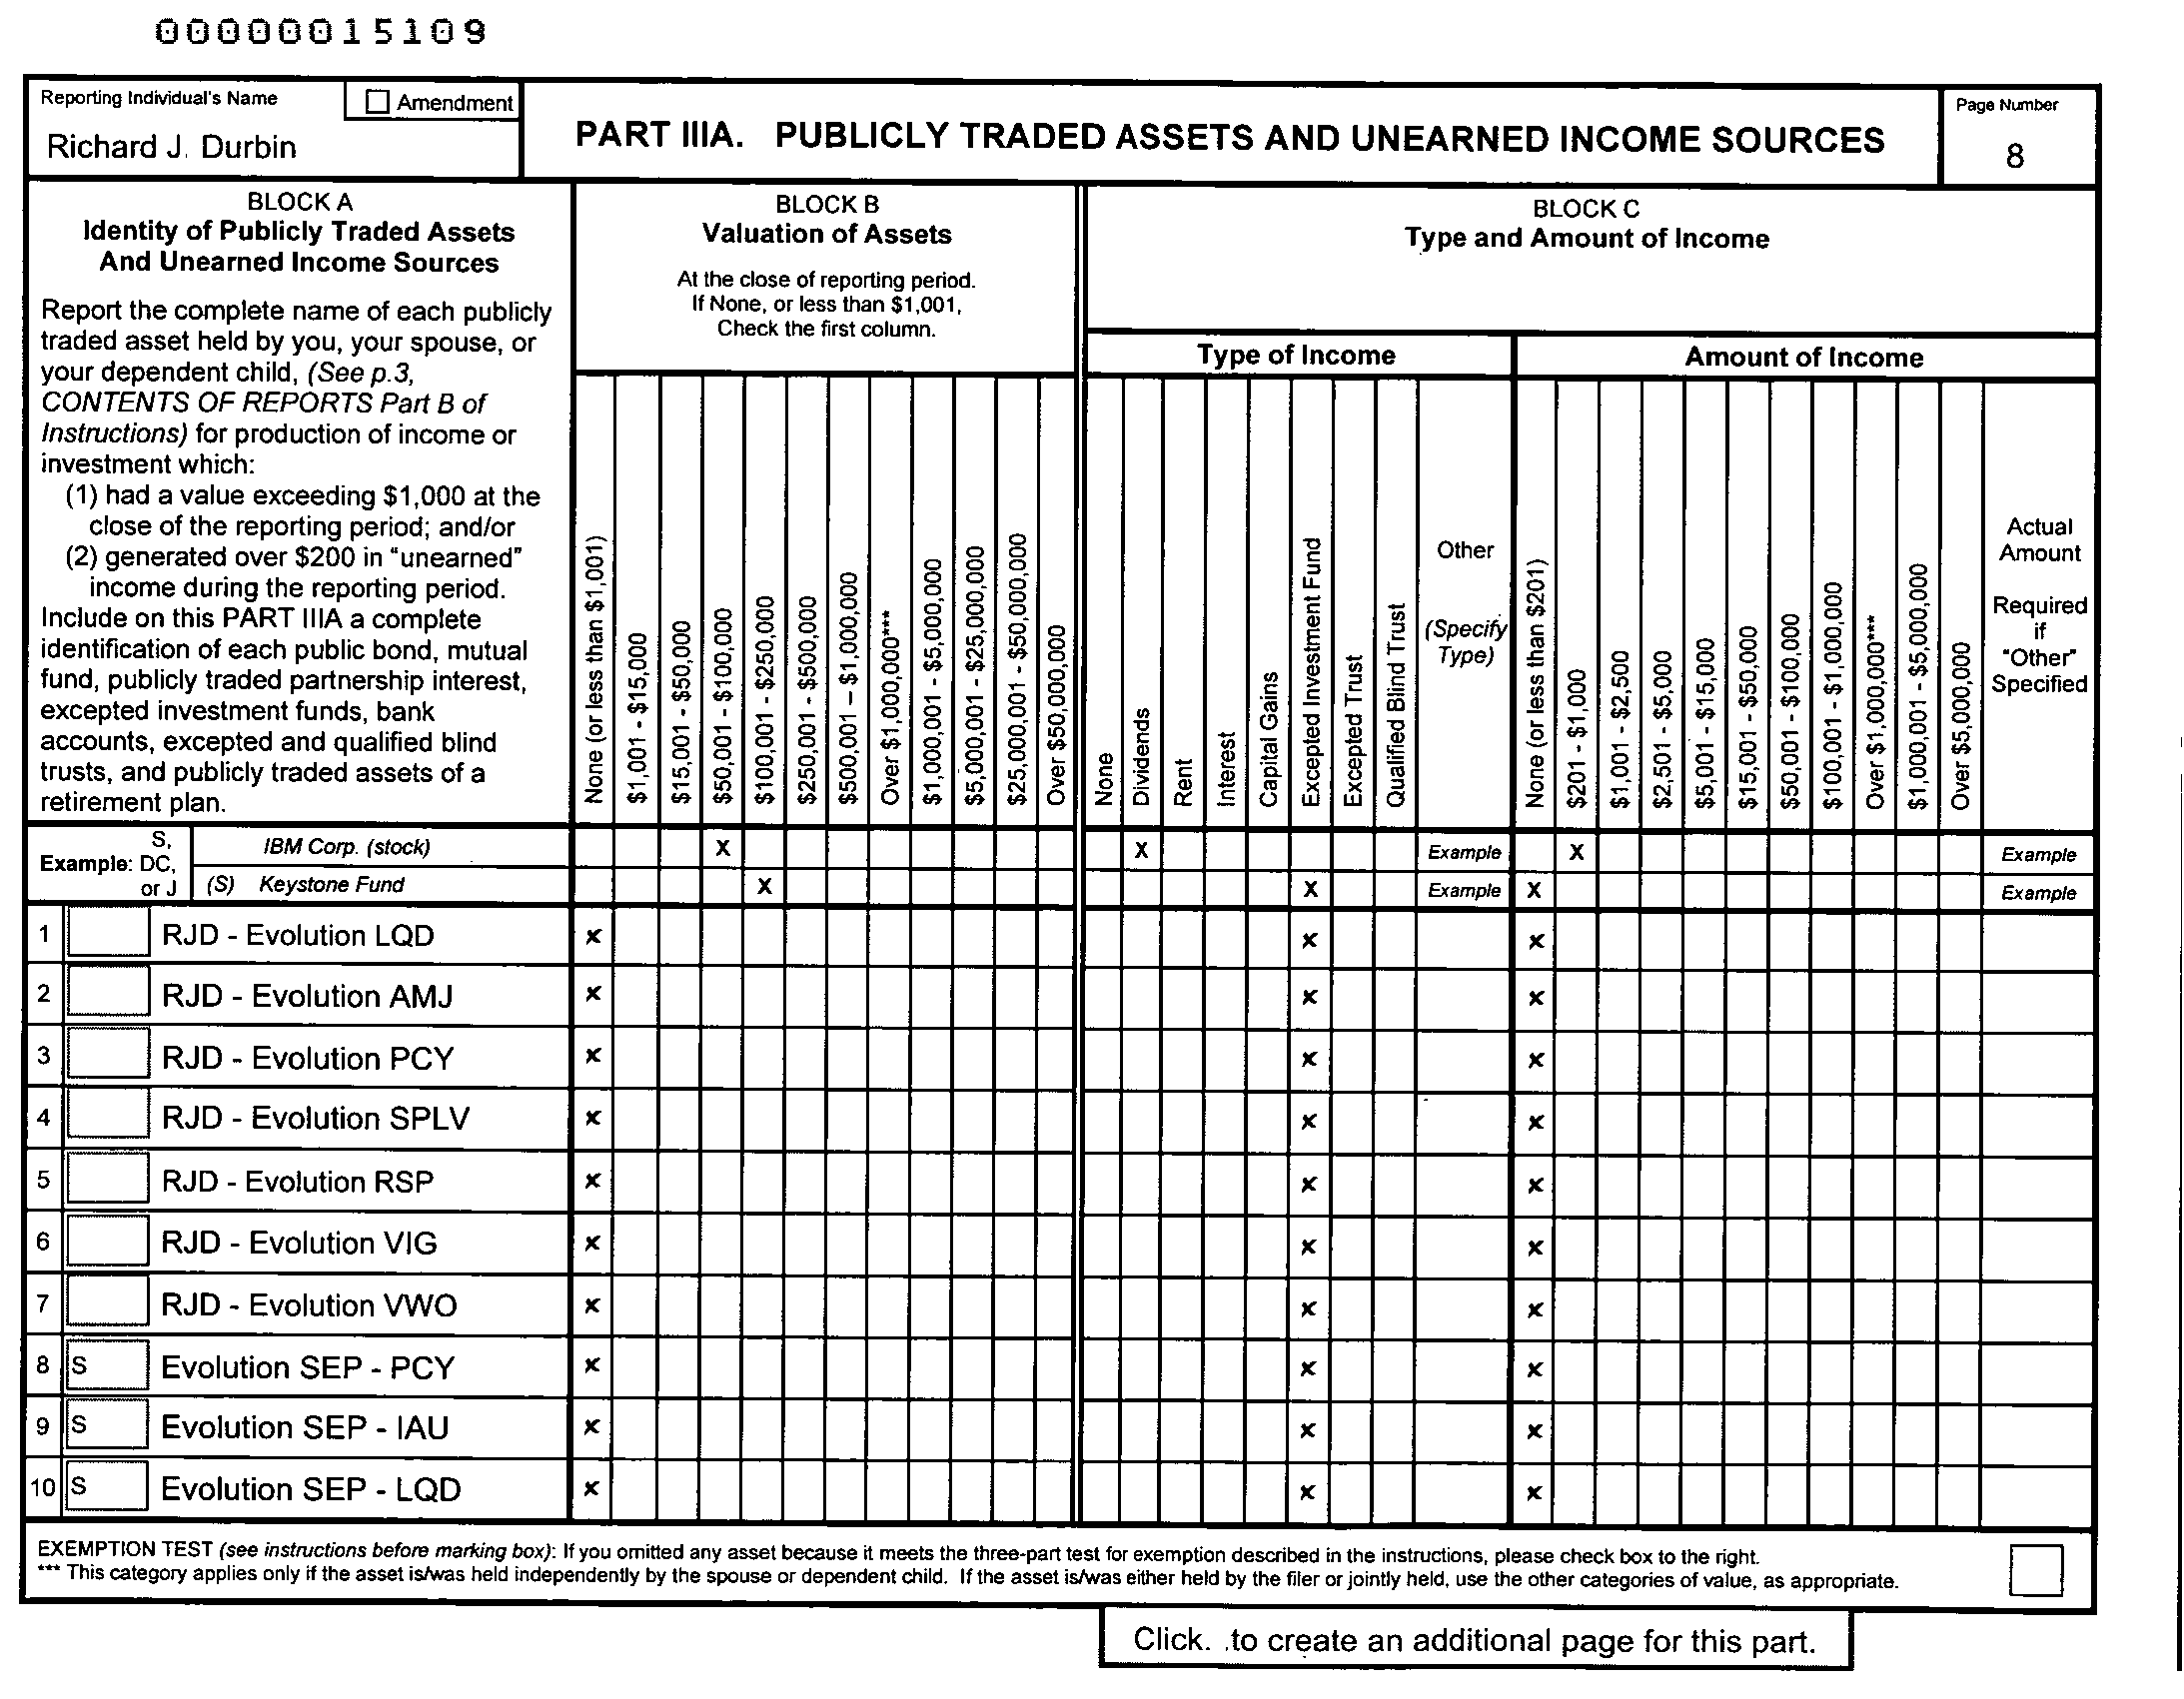 00000015109
Reporting Individual's Name
Amendment
Richard J. Durbin
PART IIIA. PUBLICLY TRADED ASSETS AND UNEARNED INCOME SOURCES
Page Number
8
BLOCK A
Identity of Publicly Traded Assets
And Unearned Income Sources
Report the complete name of each publicly
traded asset held by you, your spouse, or
your dependent child, (See p.3,
CONTENTS OF REPORTS Part B of
Instructions) for production of income or
investment which:
(1) had a value exceeding $1,000 at the
close of the reporting period; and/or
(2) generated over $200 in "unearned"
income during the reporting period.
Include on this PART IIIA a complete
identification of each public bond, mutual
fund, publicly traded partnership interest,
excepted investment funds, bank
accounts, excepted and qualified blind
trusts, and publicly traded assets of a
retirement plan.
BLOCK B
Valuation of Assets
At the close of reporting period.
If None, or less than $1,001,
Check the first column.
BLOCK C
Type and Amount of Income
Type of Income
Amount of Income
None (or less than $1,001)
$1,001 - $15,000
$15,001 - $50,000
$50,001 - $100,000
$100,001 - $250,000
$250,001 - $500,000
$500,001 – $1,000,000
Over $1,000,000***
$1,000,001 - $5,000,000
$5,000,001 - $25,000,000
$25,000,001 - $50,000,000
Over $50,000,000
None
Dividends
Rent
Interest
Capital Gains
Excepted Investment Fund
Excepted Trust
Qualified Blind Trust
Other
(Specify
Type)
None (or less than $201)
$201 - $1,000
$1,001 - $2,500
$2,501 - $5,000
$5,001 - $15,000
$15,001 - $50,000
$50,001 - $100,000
$100,001 - $1,000,000
Over $1,000,000***
$1,000,001 - $5,000,000
Over $5,000,000
Actual
Amount
Required
if
"Other"
Specified
Example: S, DC, or J
IBM Corp. (stock) X X Example X Example
(S) Keystone Fund X X Example X Example
1 RJD - Evolution LQD x x x
2 RJD - Evolution AMJ x x x
3 RJD - Evolution PCY x x x
4 RJD - Evolution SPLV x x x
5 RJD - Evolution RSP x x x
6 RJD - Evolution VIG x x x
7 RJD - Evolution VWO x x x
8 S Evolution SEP - PCY x x x
9 S Evolution SEP - IAU x x x
10 S Evolution SEP - LQD x x x
EXEMPTION TEST (see instructions before marking box): If you omitted any asset because it meets the three-part test for exemption described in the instructions, please check box to the right.
*** This category applies only if the asset is/was held independently by the spouse or dependent child. If the asset is/was either held by the filer or jointly held, use the other categories of value, as appropriate.
Click. .to create an additional page for this part.